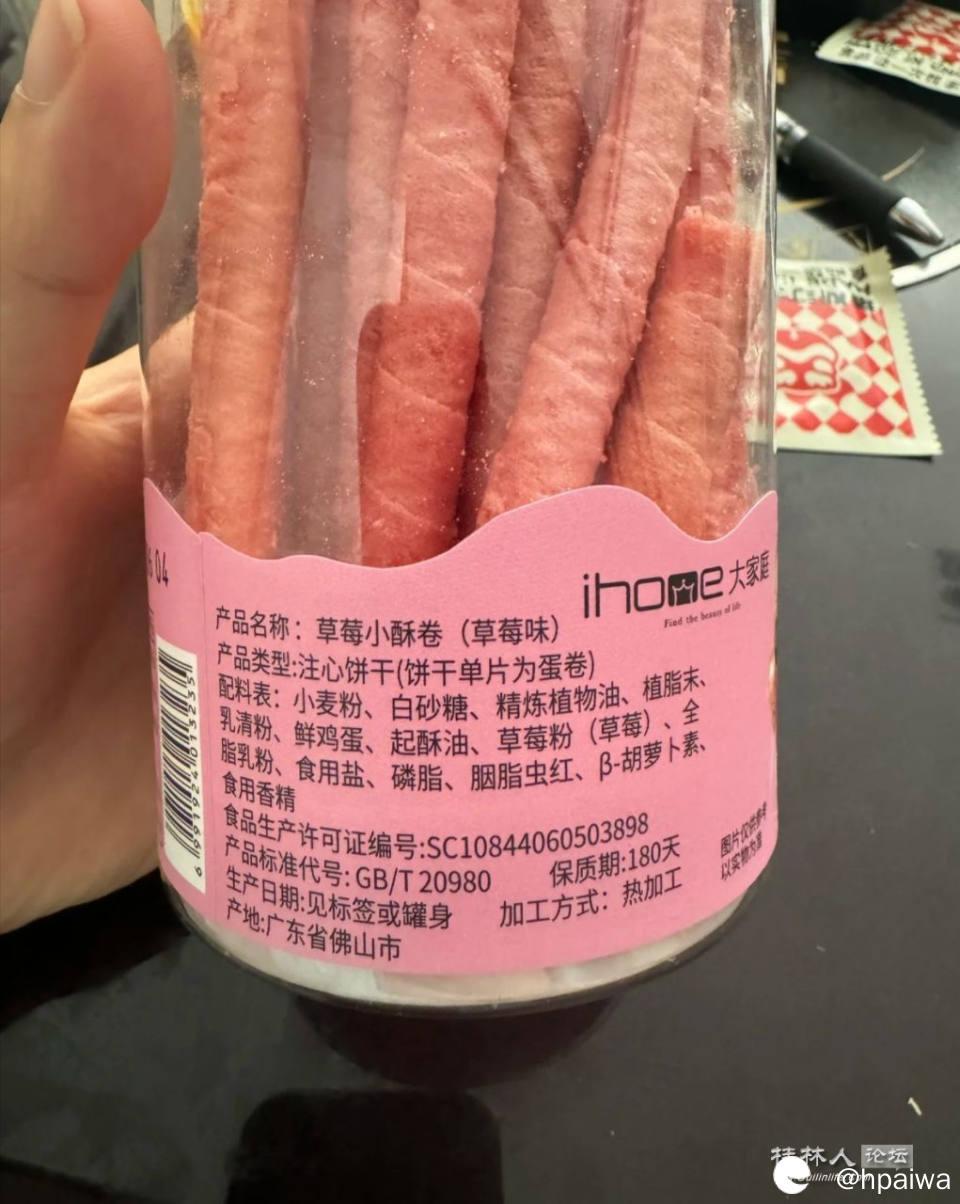 04
ihome大家庭
Find the beauty of life
产品名称：草莓小酥卷（草莓味）
产品类型:注心饼干(饼干单片为蛋卷)
配料表：小麦粉、白砂糖、精炼植物油、植脂末、
乳清粉、鲜鸡蛋、起酥油、草莓粉（草莓）、全
脂乳粉、食用盐、磷脂、胭脂虫红、β-胡萝卜素、
食用香精
食品生产许可证编号:SC10844060503898
产品标准代号: GB/T 20980 保质期:180天
生产日期:见标签或罐身 加工方式：热加工
产地:广东省佛山市
图片仅供参考
以实物为准
桂林人论坛
@hpaiwa